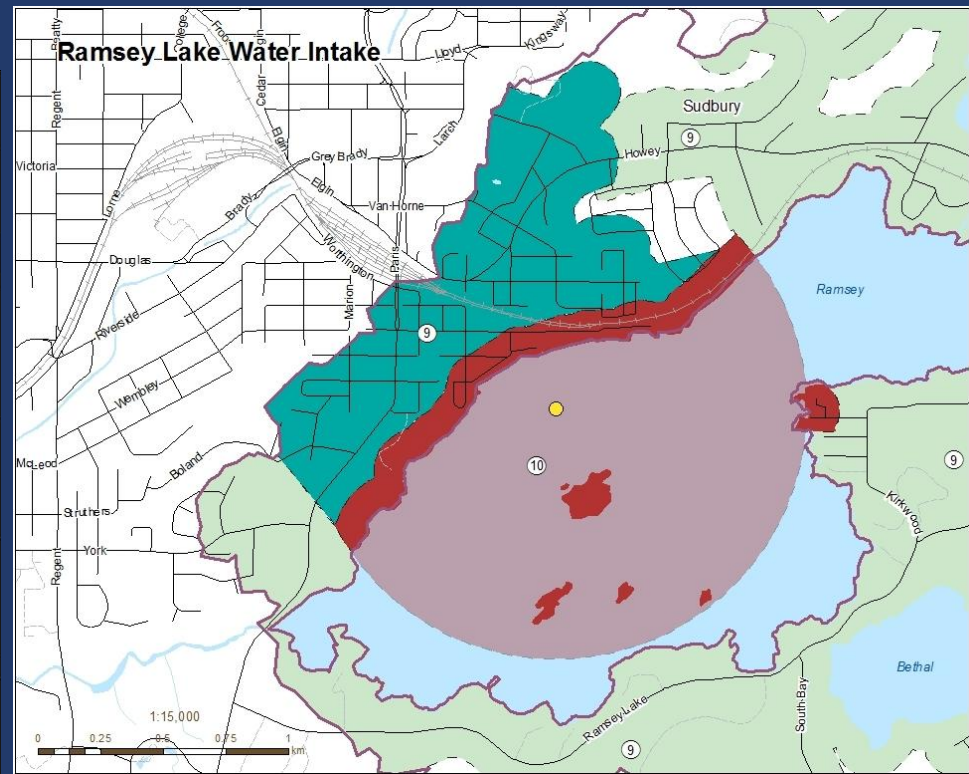 Ramsey Lake Water Intake
Beatty
College
Froo
Elgin
Cedar
Lloyd
Kingsway
Regent
Sudbury
9
Elgin
Larch
Howey
Grey Brady
Victoria
Elgin
Lorne
Brady
Van-Horne
Worthington
Paris
Douglas
Ramsey
Marion
Riverside
9
Wembley
McLeod
Boland
10
9
Kirkwood
Struthers
York
Regent
Bethal
South-Bay
Ramsey-Lake
1:15,000
0 0.25 0.5 0.75 1
km
9